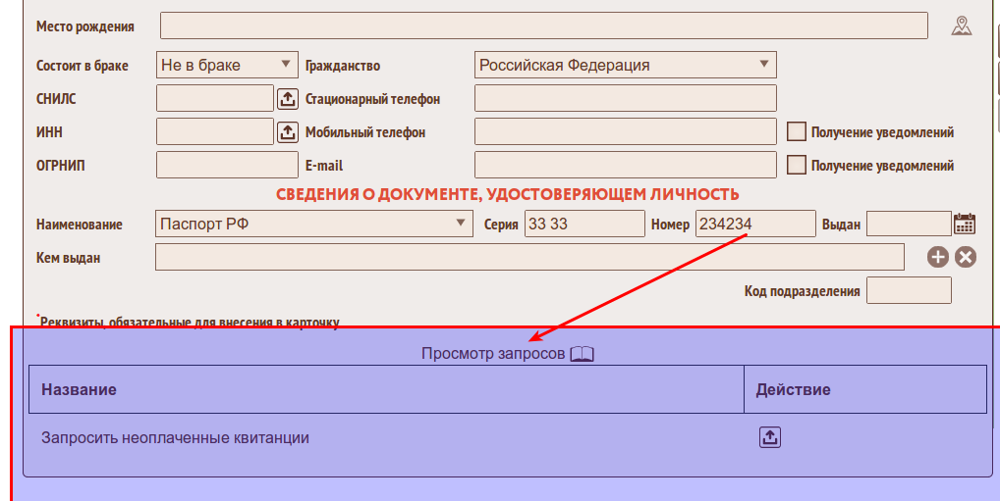 Место рождения
Состоит в браке Не в браке Гражданство Российская Федерация
СНИЛС Стационарный телефон
ИНН Мобильный телефон Получение уведомлений
ОГРНИП E-mail Получение уведомлений
СВЕДЕНИЯ О ДОКУМЕНТЕ, УДОСТОВЕРЯЮЩЕМ ЛИЧНОСТЬ
Наименование Паспорт РФ Серия 33 33 Номер 234234 Выдан
Кем выдан
Код подразделения
*Реквизиты, обязательные для внесения в карточку
Просмотр запросов
Название Действие
Запросить неоплаченные квитанции